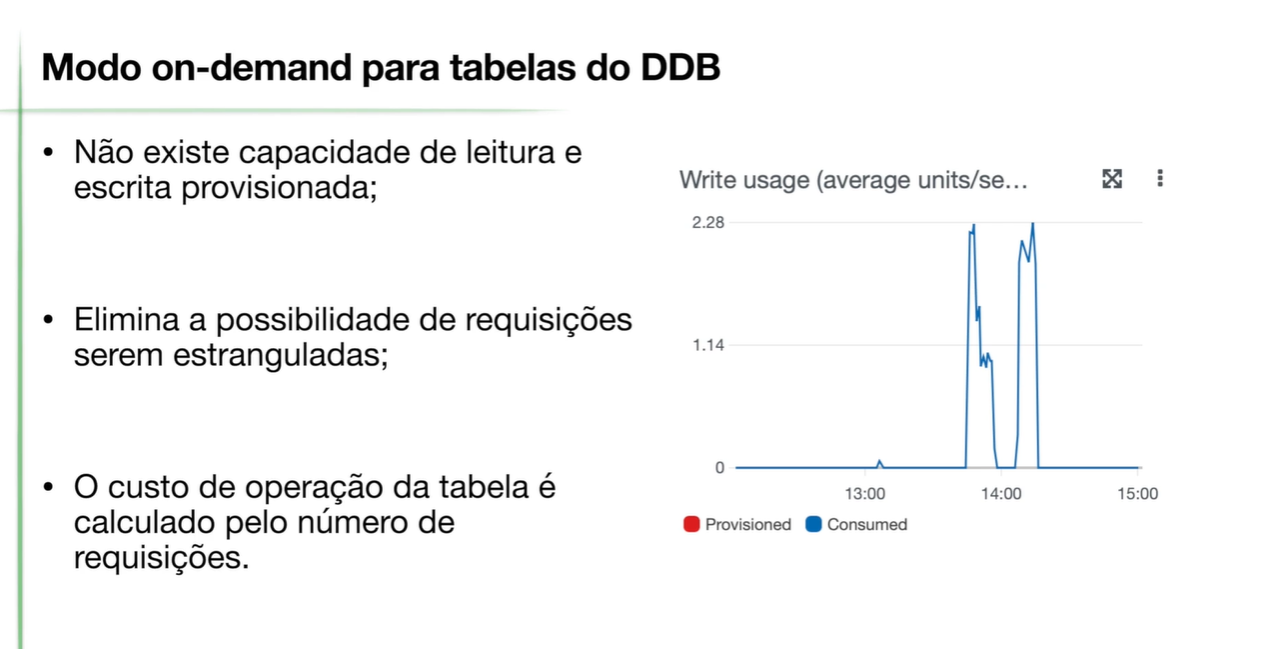 Modo on-demand para tabelas do DDB
• Não existe capacidade de leitura e
escrita provisionada;
• Elimina a possibilidade de requisições
serem estranguladas;
• O custo de operação da tabela é
calculado pelo número de
requisições.
Write usage (average units/se...
2.28
1.14
0
13:00 14:00 15:00
Provisioned Consumed